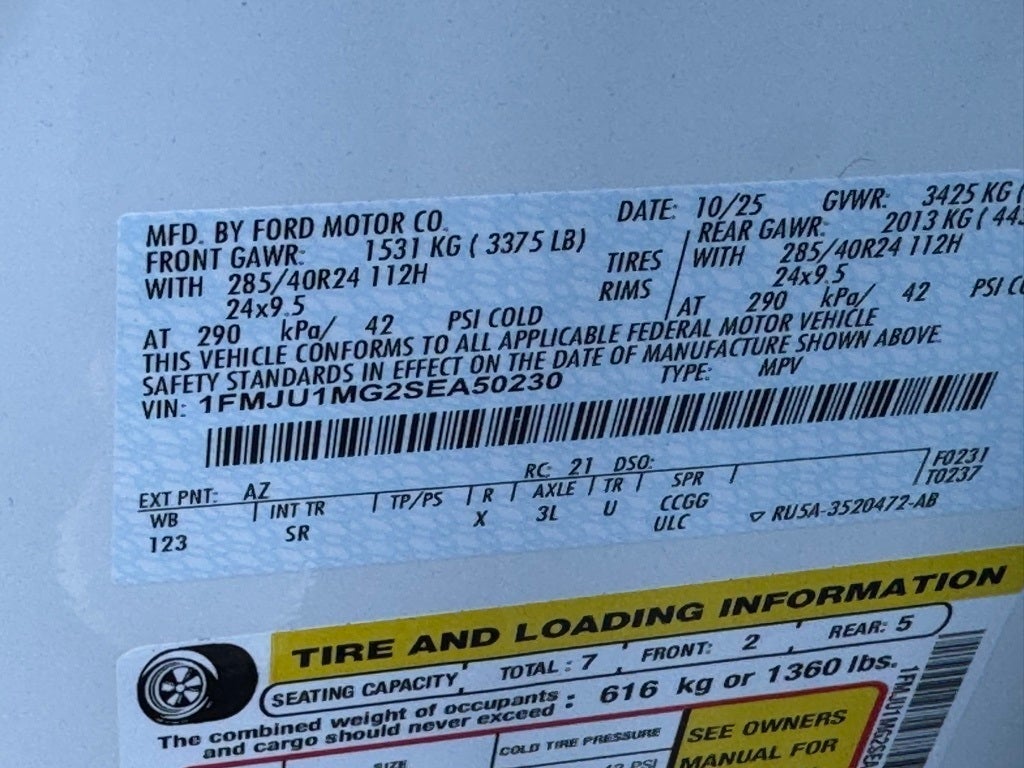 MFD. BY FORD MOTOR CO. DATE: 10/25 GVWR: 3425 KG (
FRONT GAWR: 1531 KG ( 3375 LB) REAR GAWR: 2013 KG (
WITH 285/40R24 112H TIRES WITH 285/40R24 112H
24x9.5 RIMS 24x9.5
AT 290 kPa/ 42 PSI COLD AT 290 kPa/ 42 PSI
THIS VEHICLE CONFORMS TO ALL APPLICABLE FEDERAL MOTOR VEHICLE
SAFETY STANDARDS IN EFFECT ON THE DATE OF MANUFACTURE SHOWN ABOVE.
VIN: 1FMJU1MG2SEA50230 TYPE: MPV
EXT PNT: AZ RC: 21 DSO: F0231
WB INT TR TP/PS R AXLE TR SPR T0237
123 SR X 3L U CCGG
ULC RU5A-3520472-AB
TIRE AND LOADING INFORMATION
SEATING CAPACITY TOTAL : 7 FRONT: 2 REAR: 5
The combined weight of occupants
and cargo should never exceed : 616 kg or 1360 lbs.
SIZE COLD TIRE PRESSURE SEE OWNERS
PSI MANUAL FOR